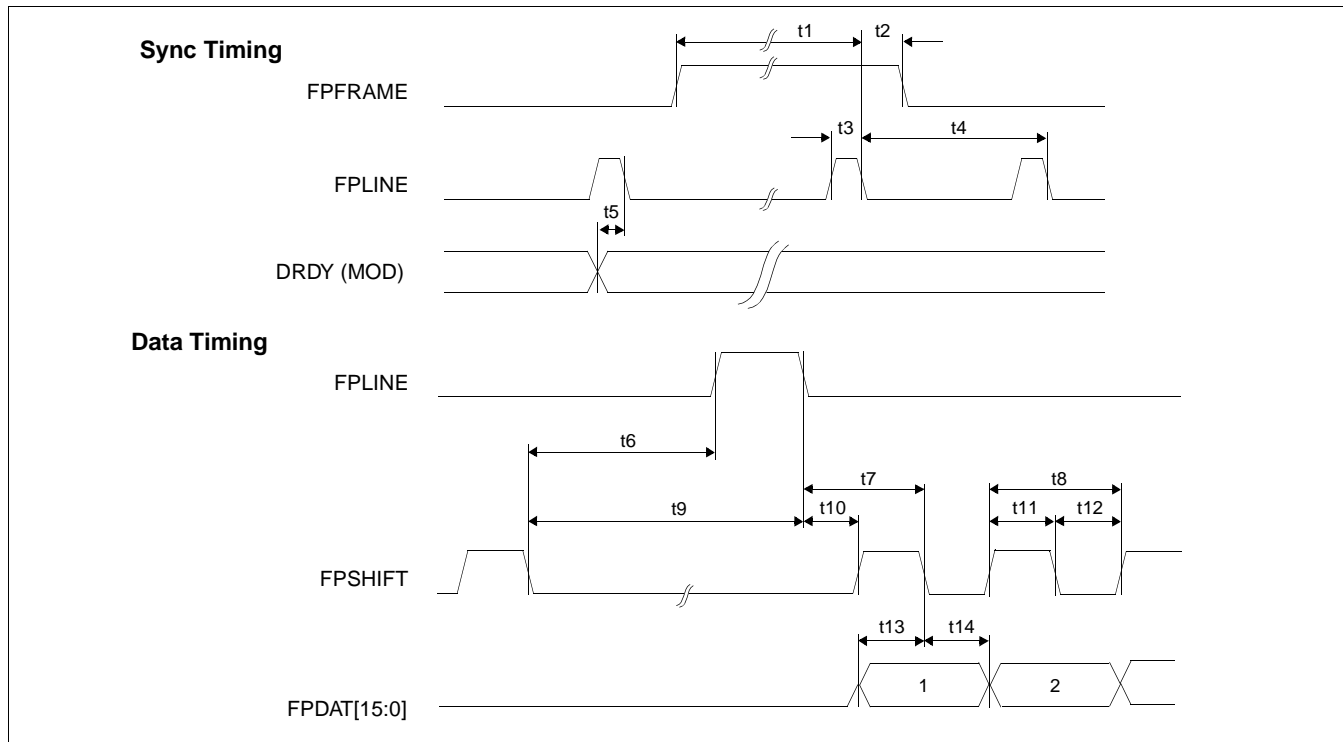 Sync Timing
t1
t2
FPFRAME
t3
t4
FPLINE
t5
DRDY (MOD)
Data Timing
FPLINE
t6
t7
t8
t9
t10
t11
t12
FPSHIFT
t13
t14
1
2
FPDAT[15:0]